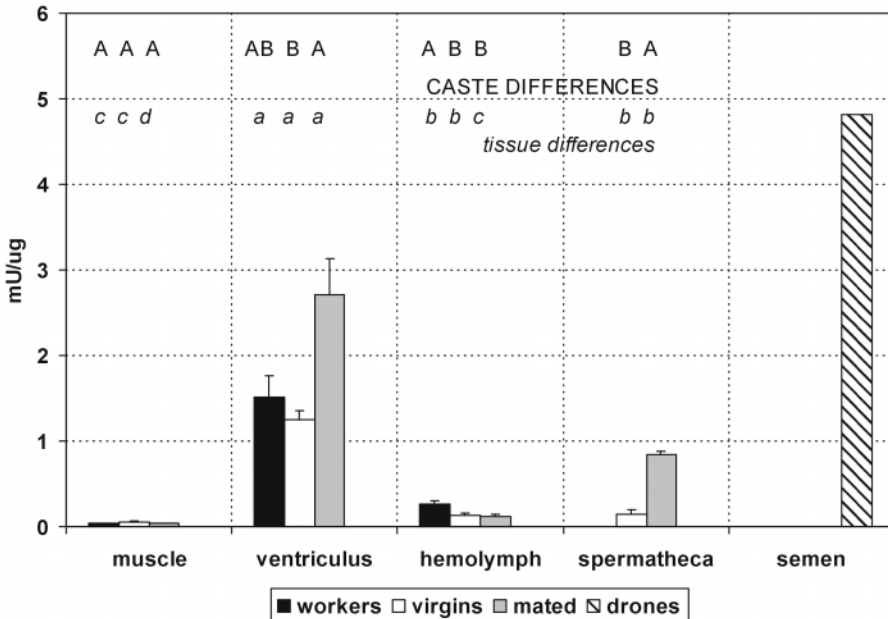 6
A A A AB B A A B B B A
CASTE DIFFERENCES
5
c c d a a a b b c b b
tissue differences
4
mU/ug
3
2
1
0
muscle ventriculus hemolymph spermatheca semen
workers virgins mated drones